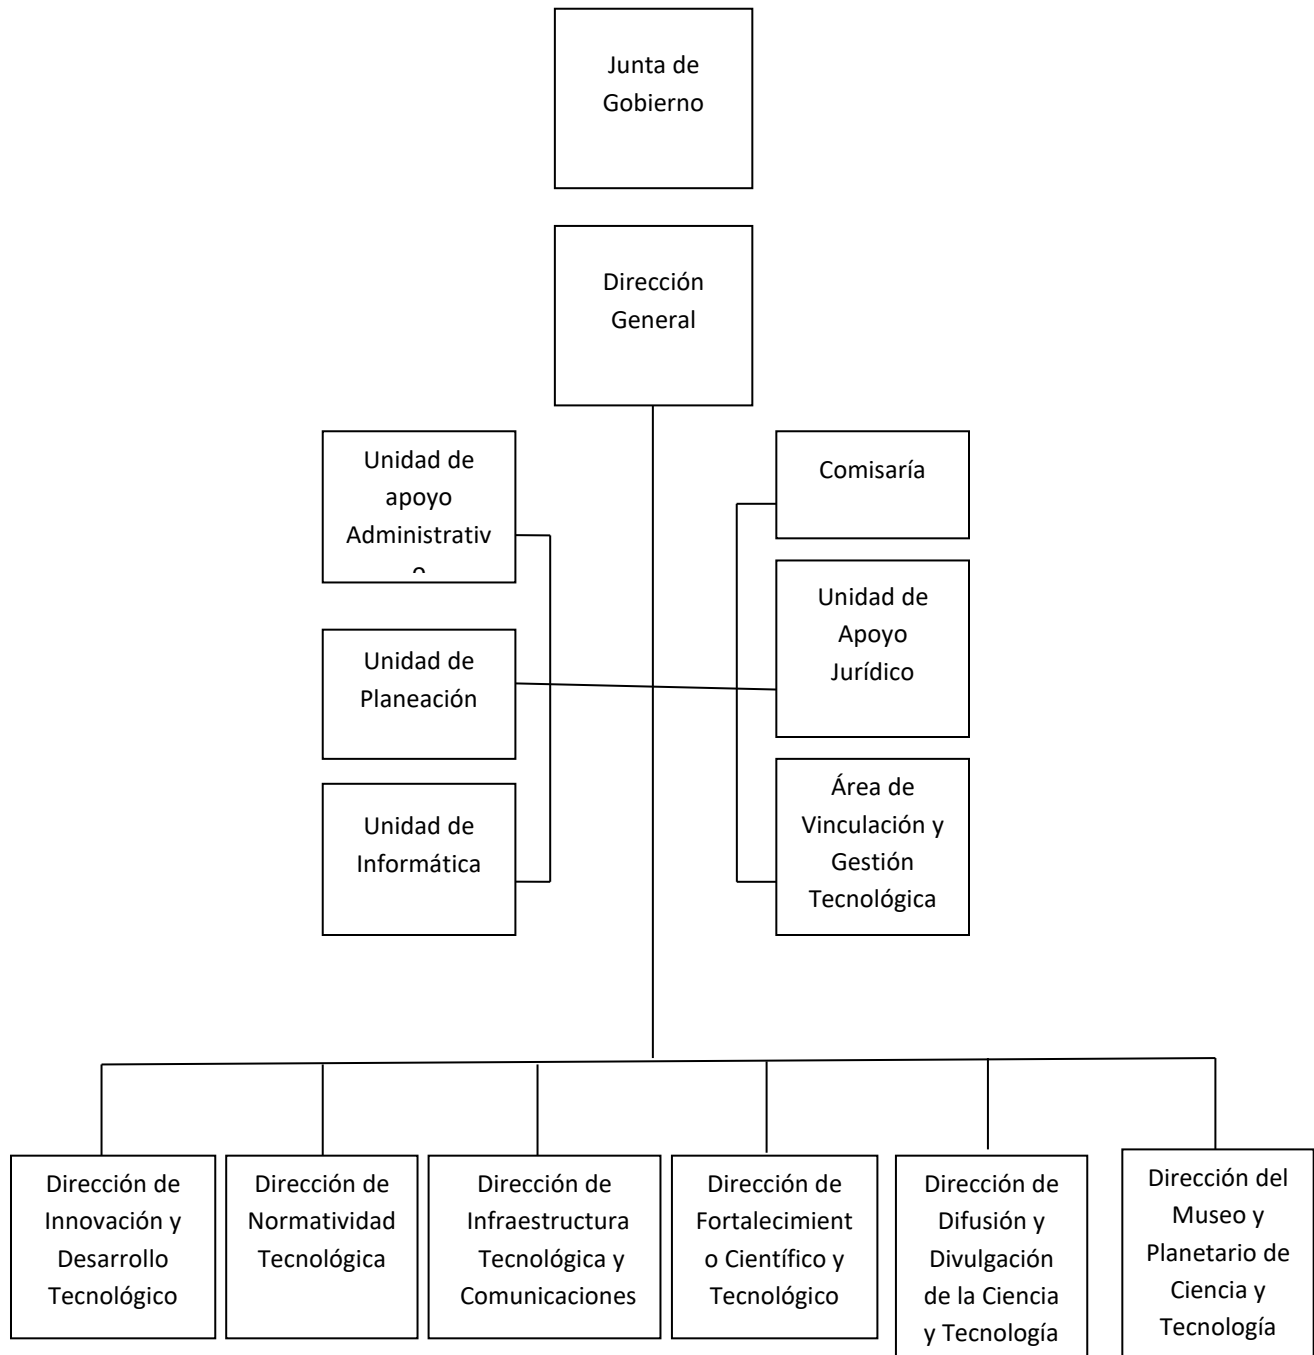 Junta de
Gobierno
Dirección
General
Unidad de
apoyo
Administrativ
o
Comisaría
Unidad de
Planeación
Unidad de
Apoyo
Jurídico
Unidad de
Informática
Área de
Vinculación y
Gestión
Tecnológica
Dirección de
Innovación y
Desarrollo
Tecnológico
Dirección de
Normatividad
Tecnológica
Dirección de
Infraestructura
Tecnológica y
Comunicaciones
Dirección de
Fortalecimient
o Científico y
Tecnológico
Dirección de
Difusión y
Divulgación
de la Ciencia
y Tecnología
Dirección del
Museo y
Planetario de
Ciencia y
Tecnología